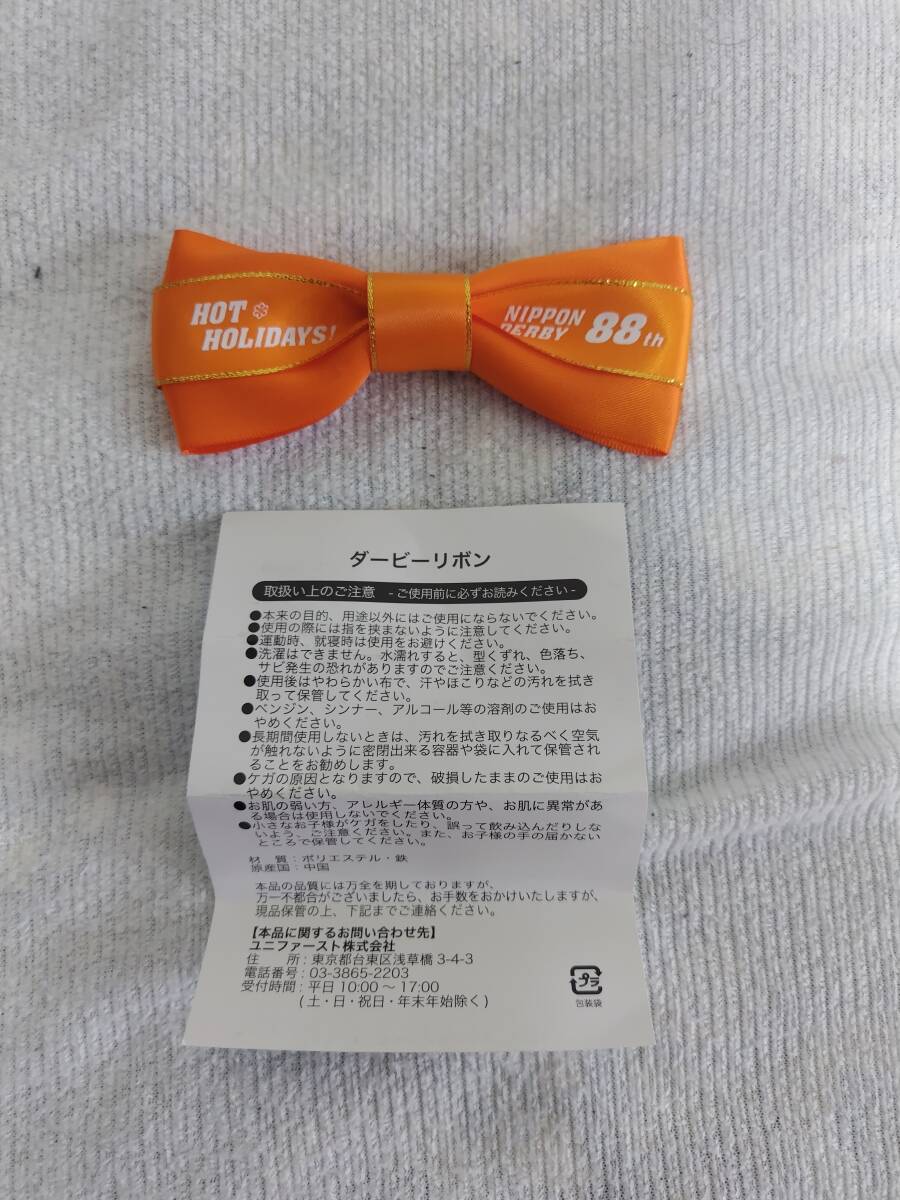 HOT
HOLIDAYS!
NIPPON
DERBY 88th
ダービーリボン
取扱い上のご注意 - ご使用前に必ずお読みください -
●本来の目的、用途以外にはご使用にならないでください。
●使用の際には指を挟まないように注意してください。
●運動時、就寝時は使用をお避けください。
●洗濯はできません。水濡れすると、型くずれ、色落ち、
サビ発生の恐れがありますのでご注意ください。
●使用後はやわらかい布で、汗やほこりなどの汚れを拭き
取って保管してください。
●ベンジン、シンナー、アルコール等の溶剤のご使用はお
やめください。
●長期間使用しないときは、汚れを拭き取りなるべく空気
が触れないように密閉出来る容器や袋に入れて保管され
ることをお勧めします。
●ケガの原因となりますので、破損したままのご使用はお
やめください。
●お肌の弱い方、アレルギー体質の方や、お肌に異常があ
る場合は使用しないでください。
●小さなお子様がケガをしたり、誤って飲み込んだりしな
いよう、ご注意ください。また、お子様の手の届かない
ところで保管してください。
材 質：ポリエステル・鉄
原産国：中国
本品の品質には万全を期しておりますが、
万一不都合がございましたら、お手数をおかけいたしますが、
現品保管の上、下記までご連絡ください。
【本品に関するお問い合わせ先】
ユニファースト株式会社
住 所：東京都台東区浅草橋 3-4-3
電話番号：03-3865-2203
受付時間：平日 10:00 〜 17:00
(土・日・祝日・年末年始除く)
プラ
包装袋